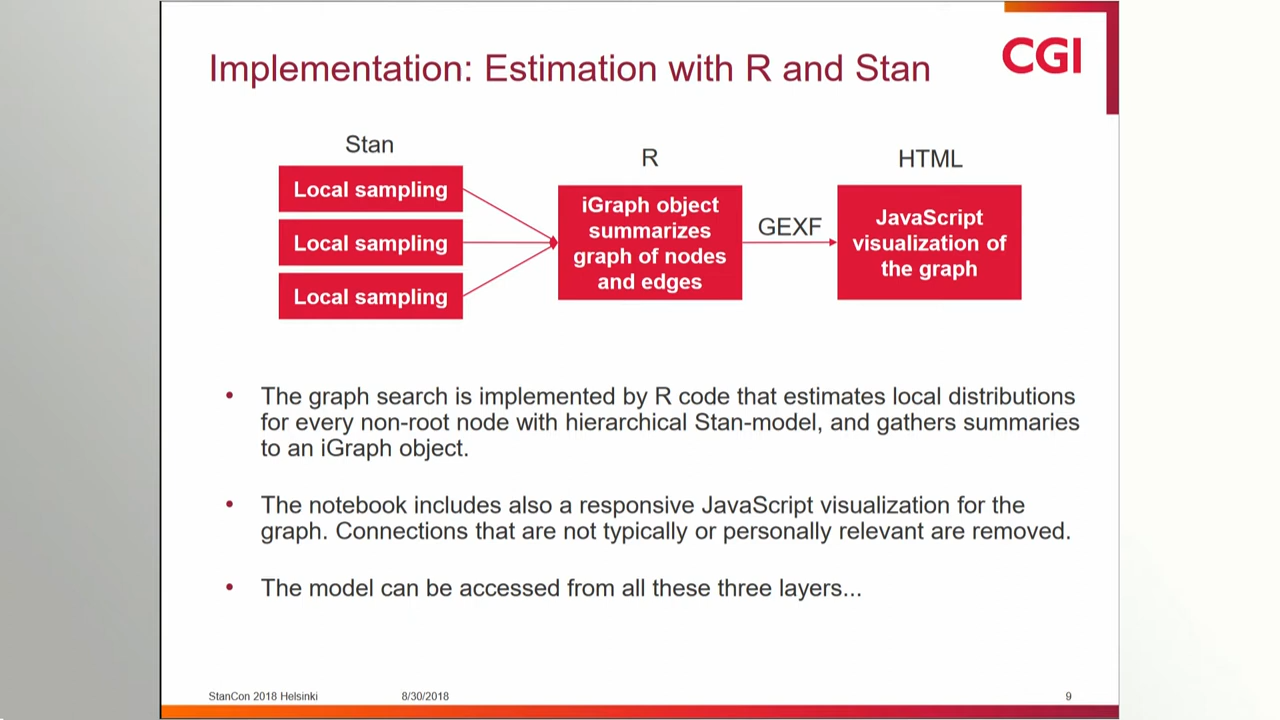 CGI
Implementation: Estimation with R and Stan
Stan
R
HTML
Local sampling
Local sampling
Local sampling
iGraph object
summarizes
graph of nodes
and edges
GEXF
JavaScript
visualization of
the graph
• The graph search is implemented by R code that estimates local distributions
for every non-root node with hierarchical Stan-model, and gathers summaries
to an iGraph object.
• The notebook includes also a responsive JavaScript visualization for the
graph. Connections that are not typically or personally relevant are removed.
• The model can be accessed from all these three layers...
StanCon 2018 Helsinki
8/30/2018
9